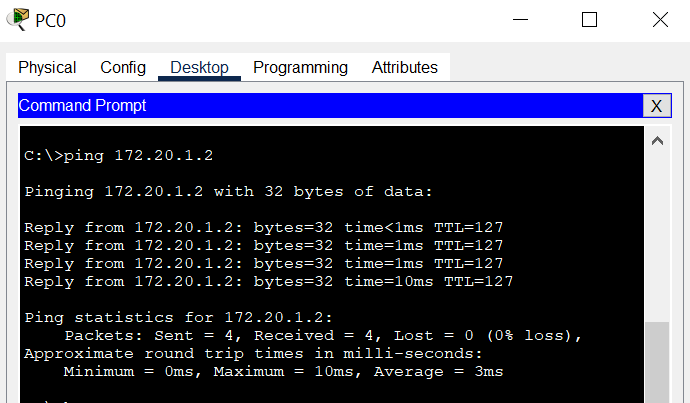 PC0
Physical Config Desktop Programming Attributes
Command Prompt X
C:\>ping 172.20.1.2
Pinging 172.20.1.2 with 32 bytes of data:
Reply from 172.20.1.2: bytes=32 time<1ms TTL=127
Reply from 172.20.1.2: bytes=32 time=1ms TTL=127
Reply from 172.20.1.2: bytes=32 time=1ms TTL=127
Reply from 172.20.1.2: bytes=32 time=10ms TTL=127
Ping statistics for 172.20.1.2:
Packets: Sent = 4, Received = 4, Lost = 0 (0% loss),
Approximate round trip times in milli-seconds:
Minimum = 0ms, Maximum = 10ms, Average = 3ms